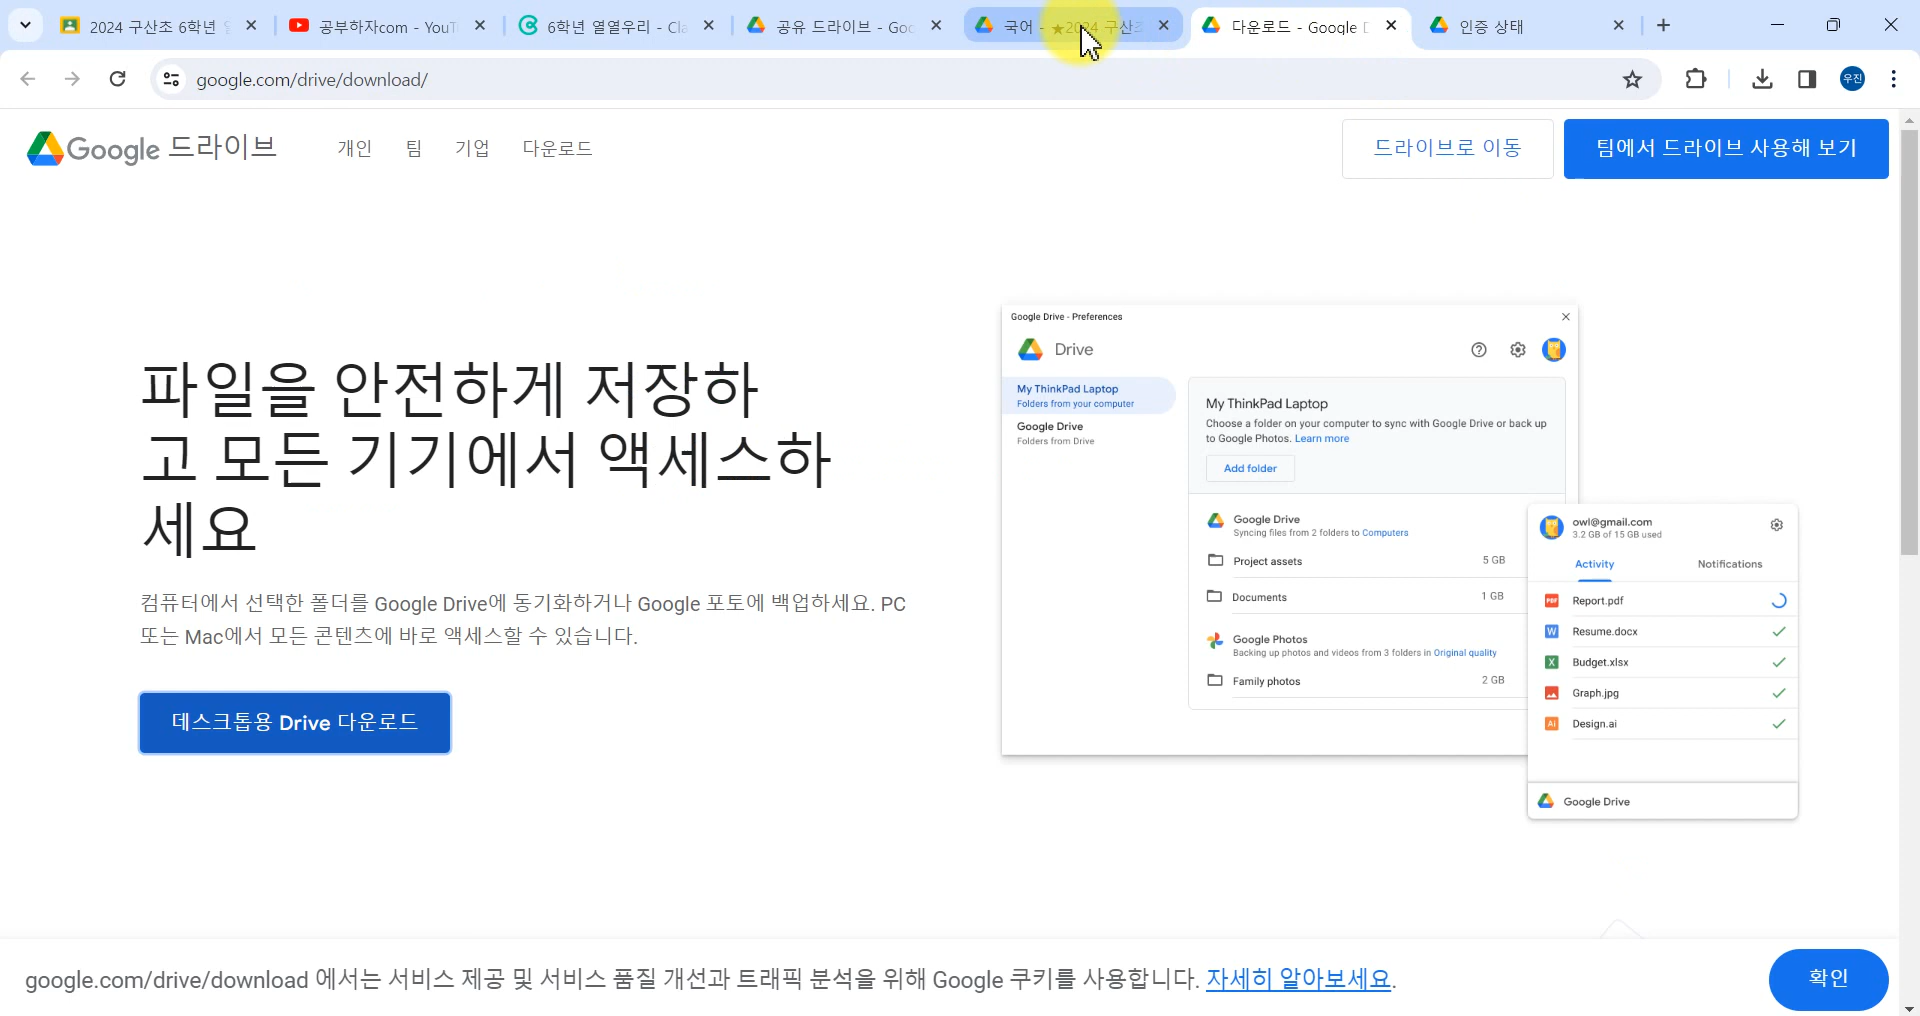 2024 구산초 6학년
공부하자com - YouT
6학년 열열우리 - Cla
공유 드라이브 - Goo
국어 - ★2024 구산초
다운로드 - Google D
인증 상태
google.com/drive/download/
우진
Google 드라이브
개인
팀
기업
다운로드
드라이브로 이동
팀에서 드라이브 사용해 보기
파일을 안전하게 저장하
고 모든 기기에서 액세스하
세요
컴퓨터에서 선택한 폴더를 Google Drive에 동기화하거나 Google 포토에 백업하세요. PC
또는 Mac에서 모든 콘텐츠에 바로 액세스할 수 있습니다.
데스크톱용 Drive 다운로드
Google Drive - Preferences
Drive
My ThinkPad Laptop
Folders from your computer
Google Drive
Folders from Drive
My ThinkPad Laptop
Choose a folder on your computer to sync with Google Drive or back up
to Google Photos. Learn more
Add folder
Google Drive
Syncing files from 2 folders to Computers
Project assets 5 GB
Documents 1 GB
Google Photos
Backing up photos and videos from 3 folders in Original quality
Family photos 2 GB
owl@gmail.com
3.2 GB of 15 GB used
Activity Notifications
PDF Report.pdf
W Resume.docx
X Budget.xlsx
Graph.jpg
Ai Design.ai
Google Drive
google.com/drive/download 에서는 서비스 제공 및 서비스 품질 개선과 트래픽 분석을 위해 Google 쿠키를 사용합니다. 자세히 알아보세요.
확인